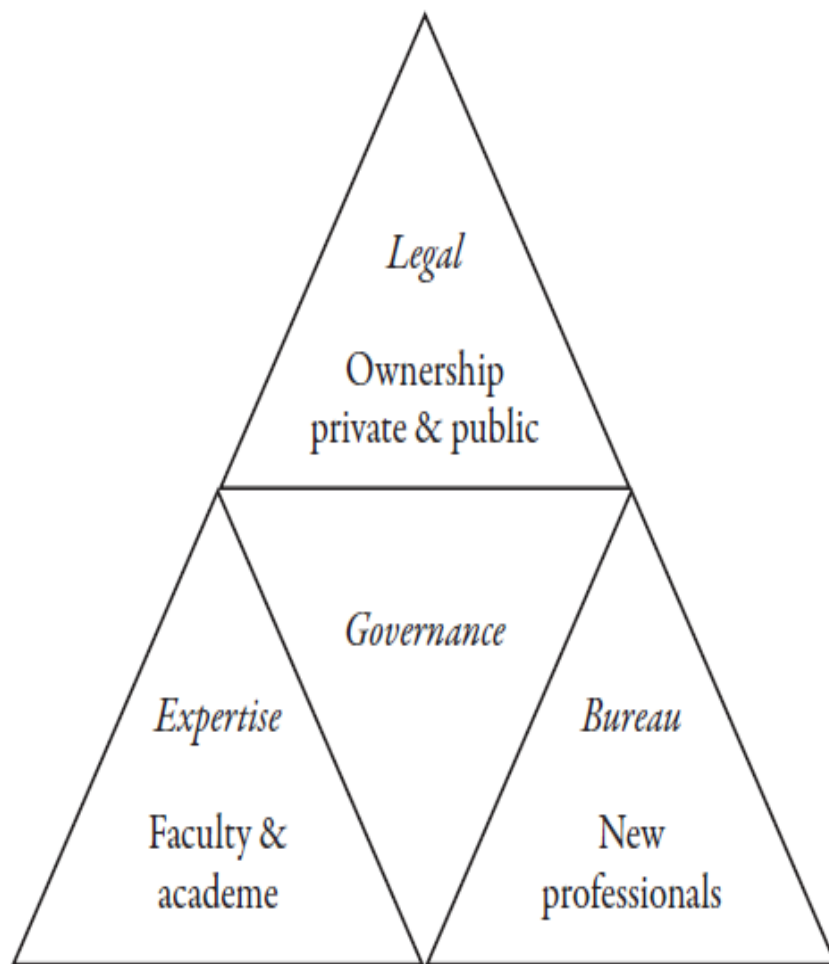 Legal
Ownership
private & public
Governance
Expertise
Faculty &
academe
Bureau
New
professionals